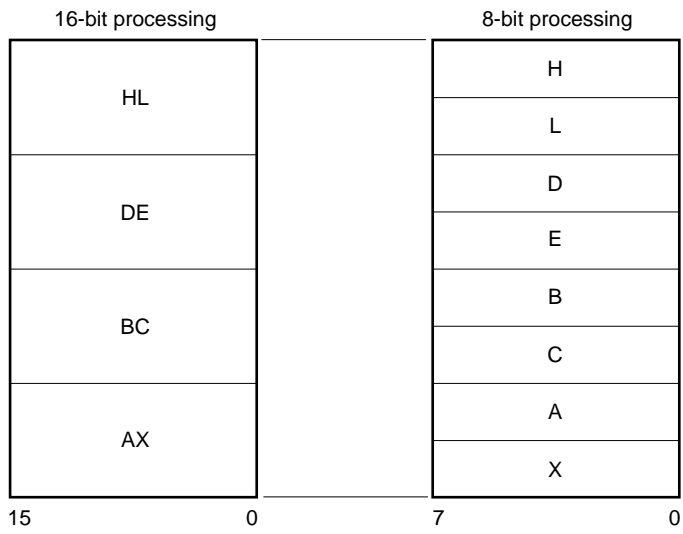 16-bit processing
8-bit processing
HL
DE
BC
AX
H
L
D
E
B
C
A
X
15 0
7 0